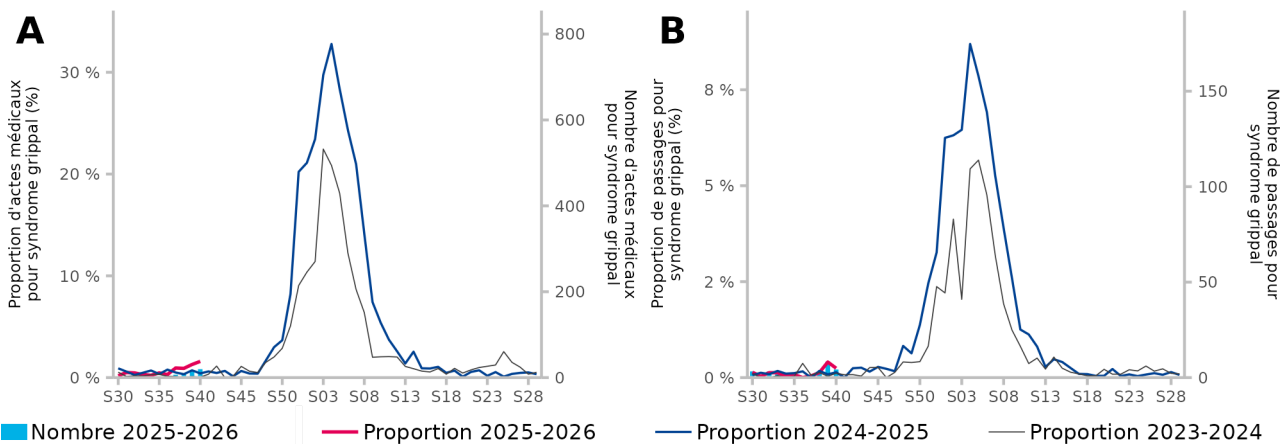 A
Proportion d'actes médicaux
pour syndrome grippal (%)
30 %
20 %
10 %
0 %
800
600
400
200
0
Nombre d'actes médicaux
pour syndrome grippal
S30
S35
S40
S45
S50
S03
S08
S13
S18
S23
S28
B
Proportion de passages pour
syndrome grippal (%)
8 %
5 %
2 %
0 %
150
100
50
0
Nombre de passages pour
syndrome grippal
S30
S35
S40
S45
S50
S03
S08
S13
S18
S23
S28
Nombre 2025-2026
Proportion 2025-2026
Proportion 2024-2025
Proportion 2023-2024